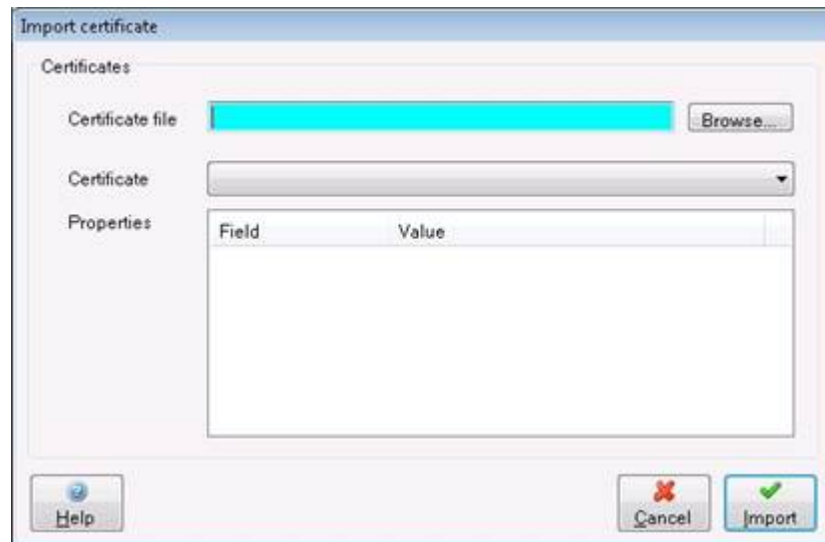 Import certificate
Certificates
Certificate file
Browse...
Certificate
Properties
Field Value
Help
Cancel
Import